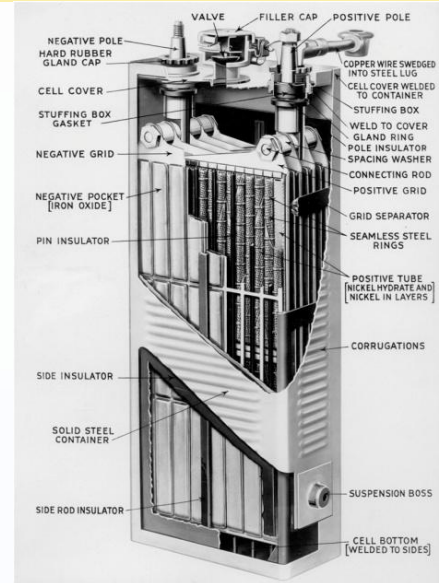 VALVE
FILLER CAP
POSITIVE POLE
NEGATIVE POLE
HARD RUBBER
GLAND CAP
COPPER WIRE SWEDGED
INTO STEEL LUG
CELL COVER
CELL COVER WELDED
TO CONTAINER
STUFFING BOX
STUFFING BOX
GASKET
WELD TO COVER
GLAND RING
POLE INSULATOR
SPACING WASHER
NEGATIVE GRID
CONNECTING ROD
POSITIVE GRID
NEGATIVE POCKET
[IRON OXIDE]
GRID SEPARATOR
PIN INSULATOR
SEAMLESS STEEL
RINGS
POSITIVE TUBE
[NICKEL HYDRATE AND
NICKEL IN LAYERS]
CORRUGATIONS
SIDE INSULATOR
SOLID STEEL
CONTAINER
SUSPENSION BOSS
SIDE ROD INSULATOR
CELL BOTTOM
[WELDED TO SIDES]